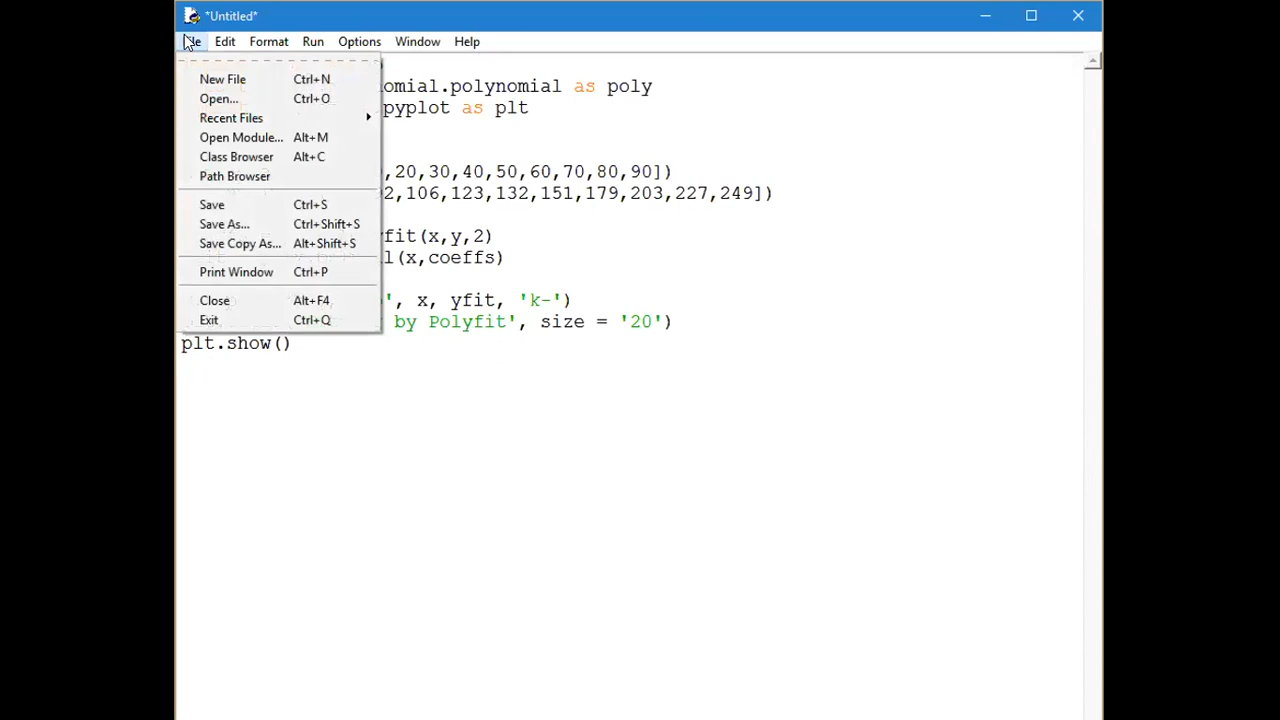 *Untitled*
Edit Format Run Options Window Help
New File Ctrl+N
Open... Ctrl+O
Recent Files
Open Module... Alt+M
Class Browser Alt+C
Path Browser
Save Ctrl+S
Save As... Ctrl+Shift+S
Save Copy As... Alt+Shift+S
Print Window Ctrl+P
Close Alt+F4
Exit Ctrl+Q
omial.polynomial as poly
pyplot as plt
,20,30,40,50,60,70,80,90])
2,106,123,132,151,179,203,227,249])
fit(x,y,2)
l(x,coeffs)
', x, yfit, 'k-')
by Polyfit', size = '20')
plt.show()